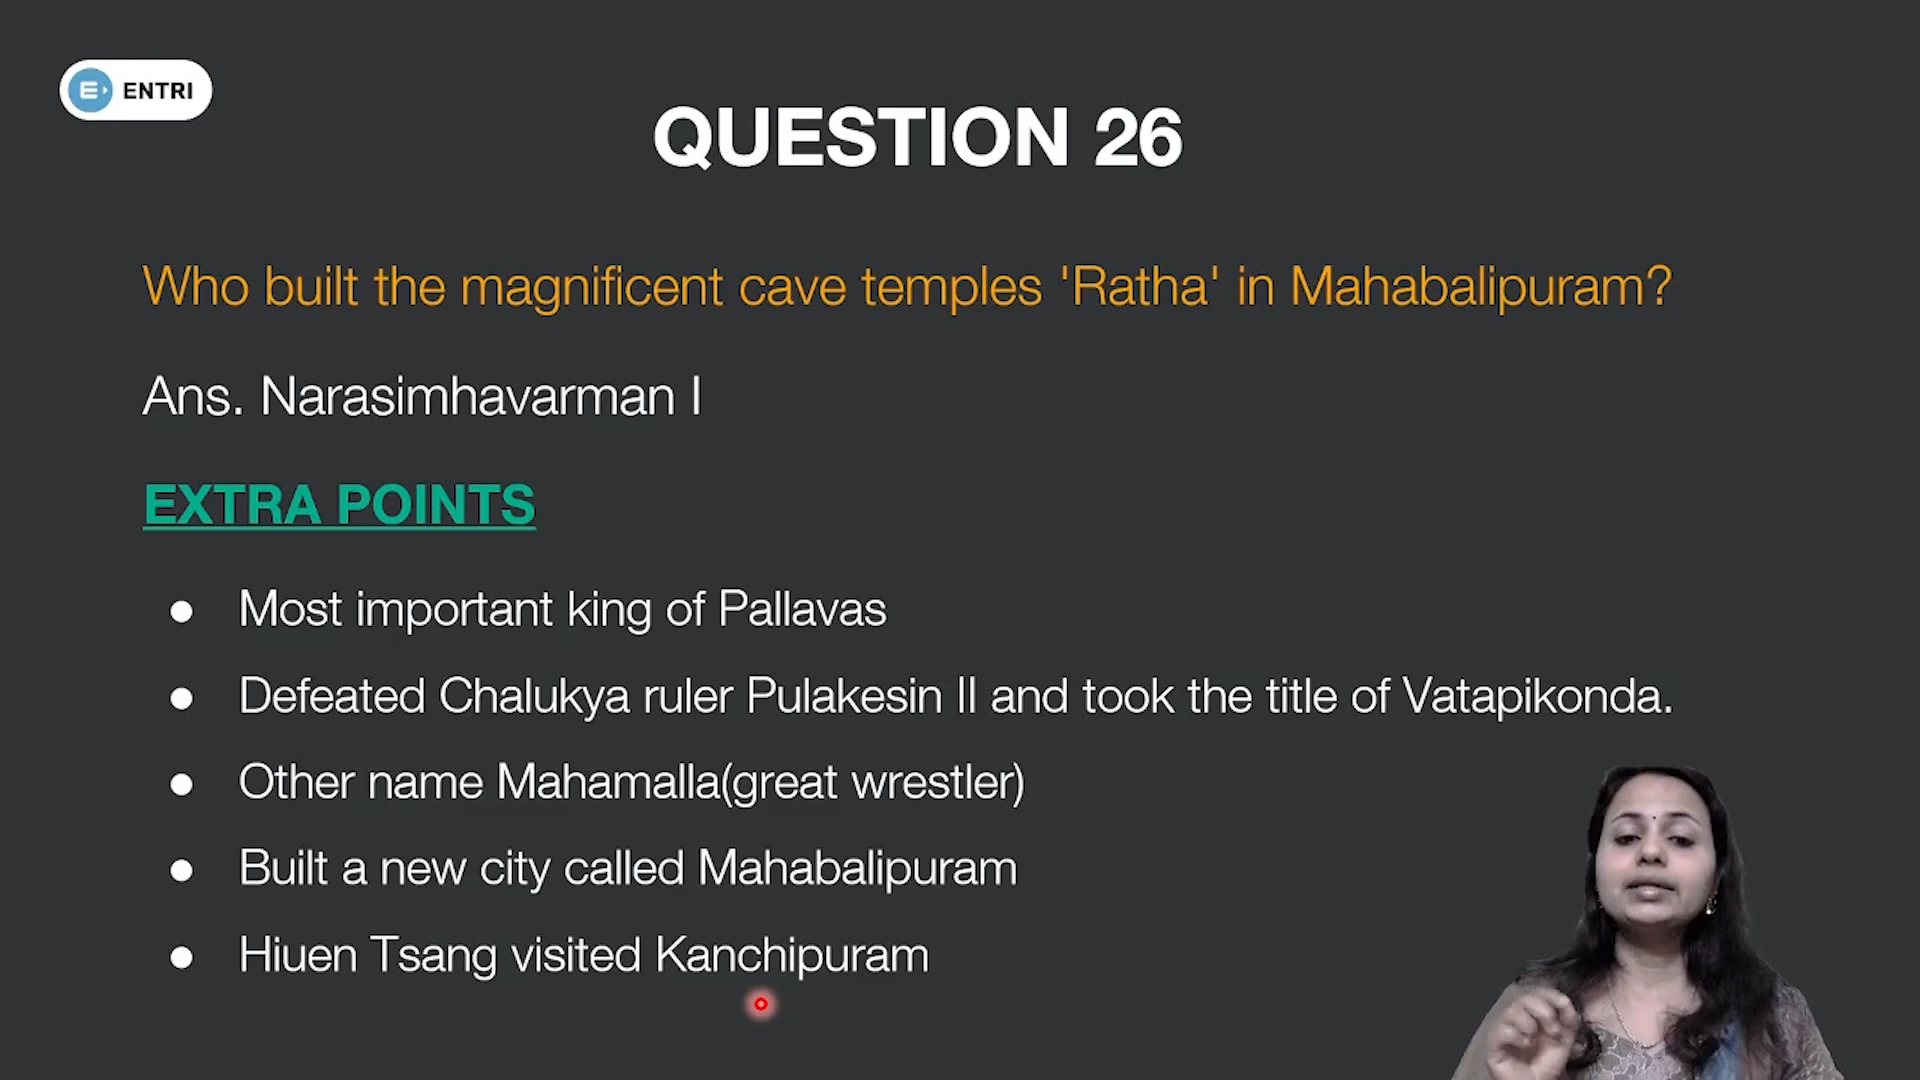 ENTRI
QUESTION 26
Who built the magnificent cave temples 'Ratha' in Mahabalipuram?
Ans. Narasimhavarman I
EXTRA POINTS
● Most important king of Pallavas
● Defeated Chalukya ruler Pulakesin II and took the title of Vatapikonda.
● Other name Mahamalla(great wrestler)
● Built a new city called Mahabalipuram
● Hiuen Tsang visited Kanchipuram